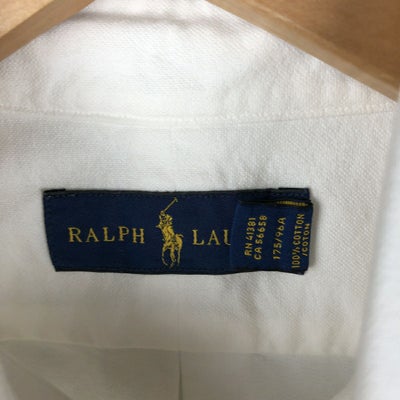 RALPH LAU
RN 41381
CA 56658
175/96A
100% COTTON
/COTON